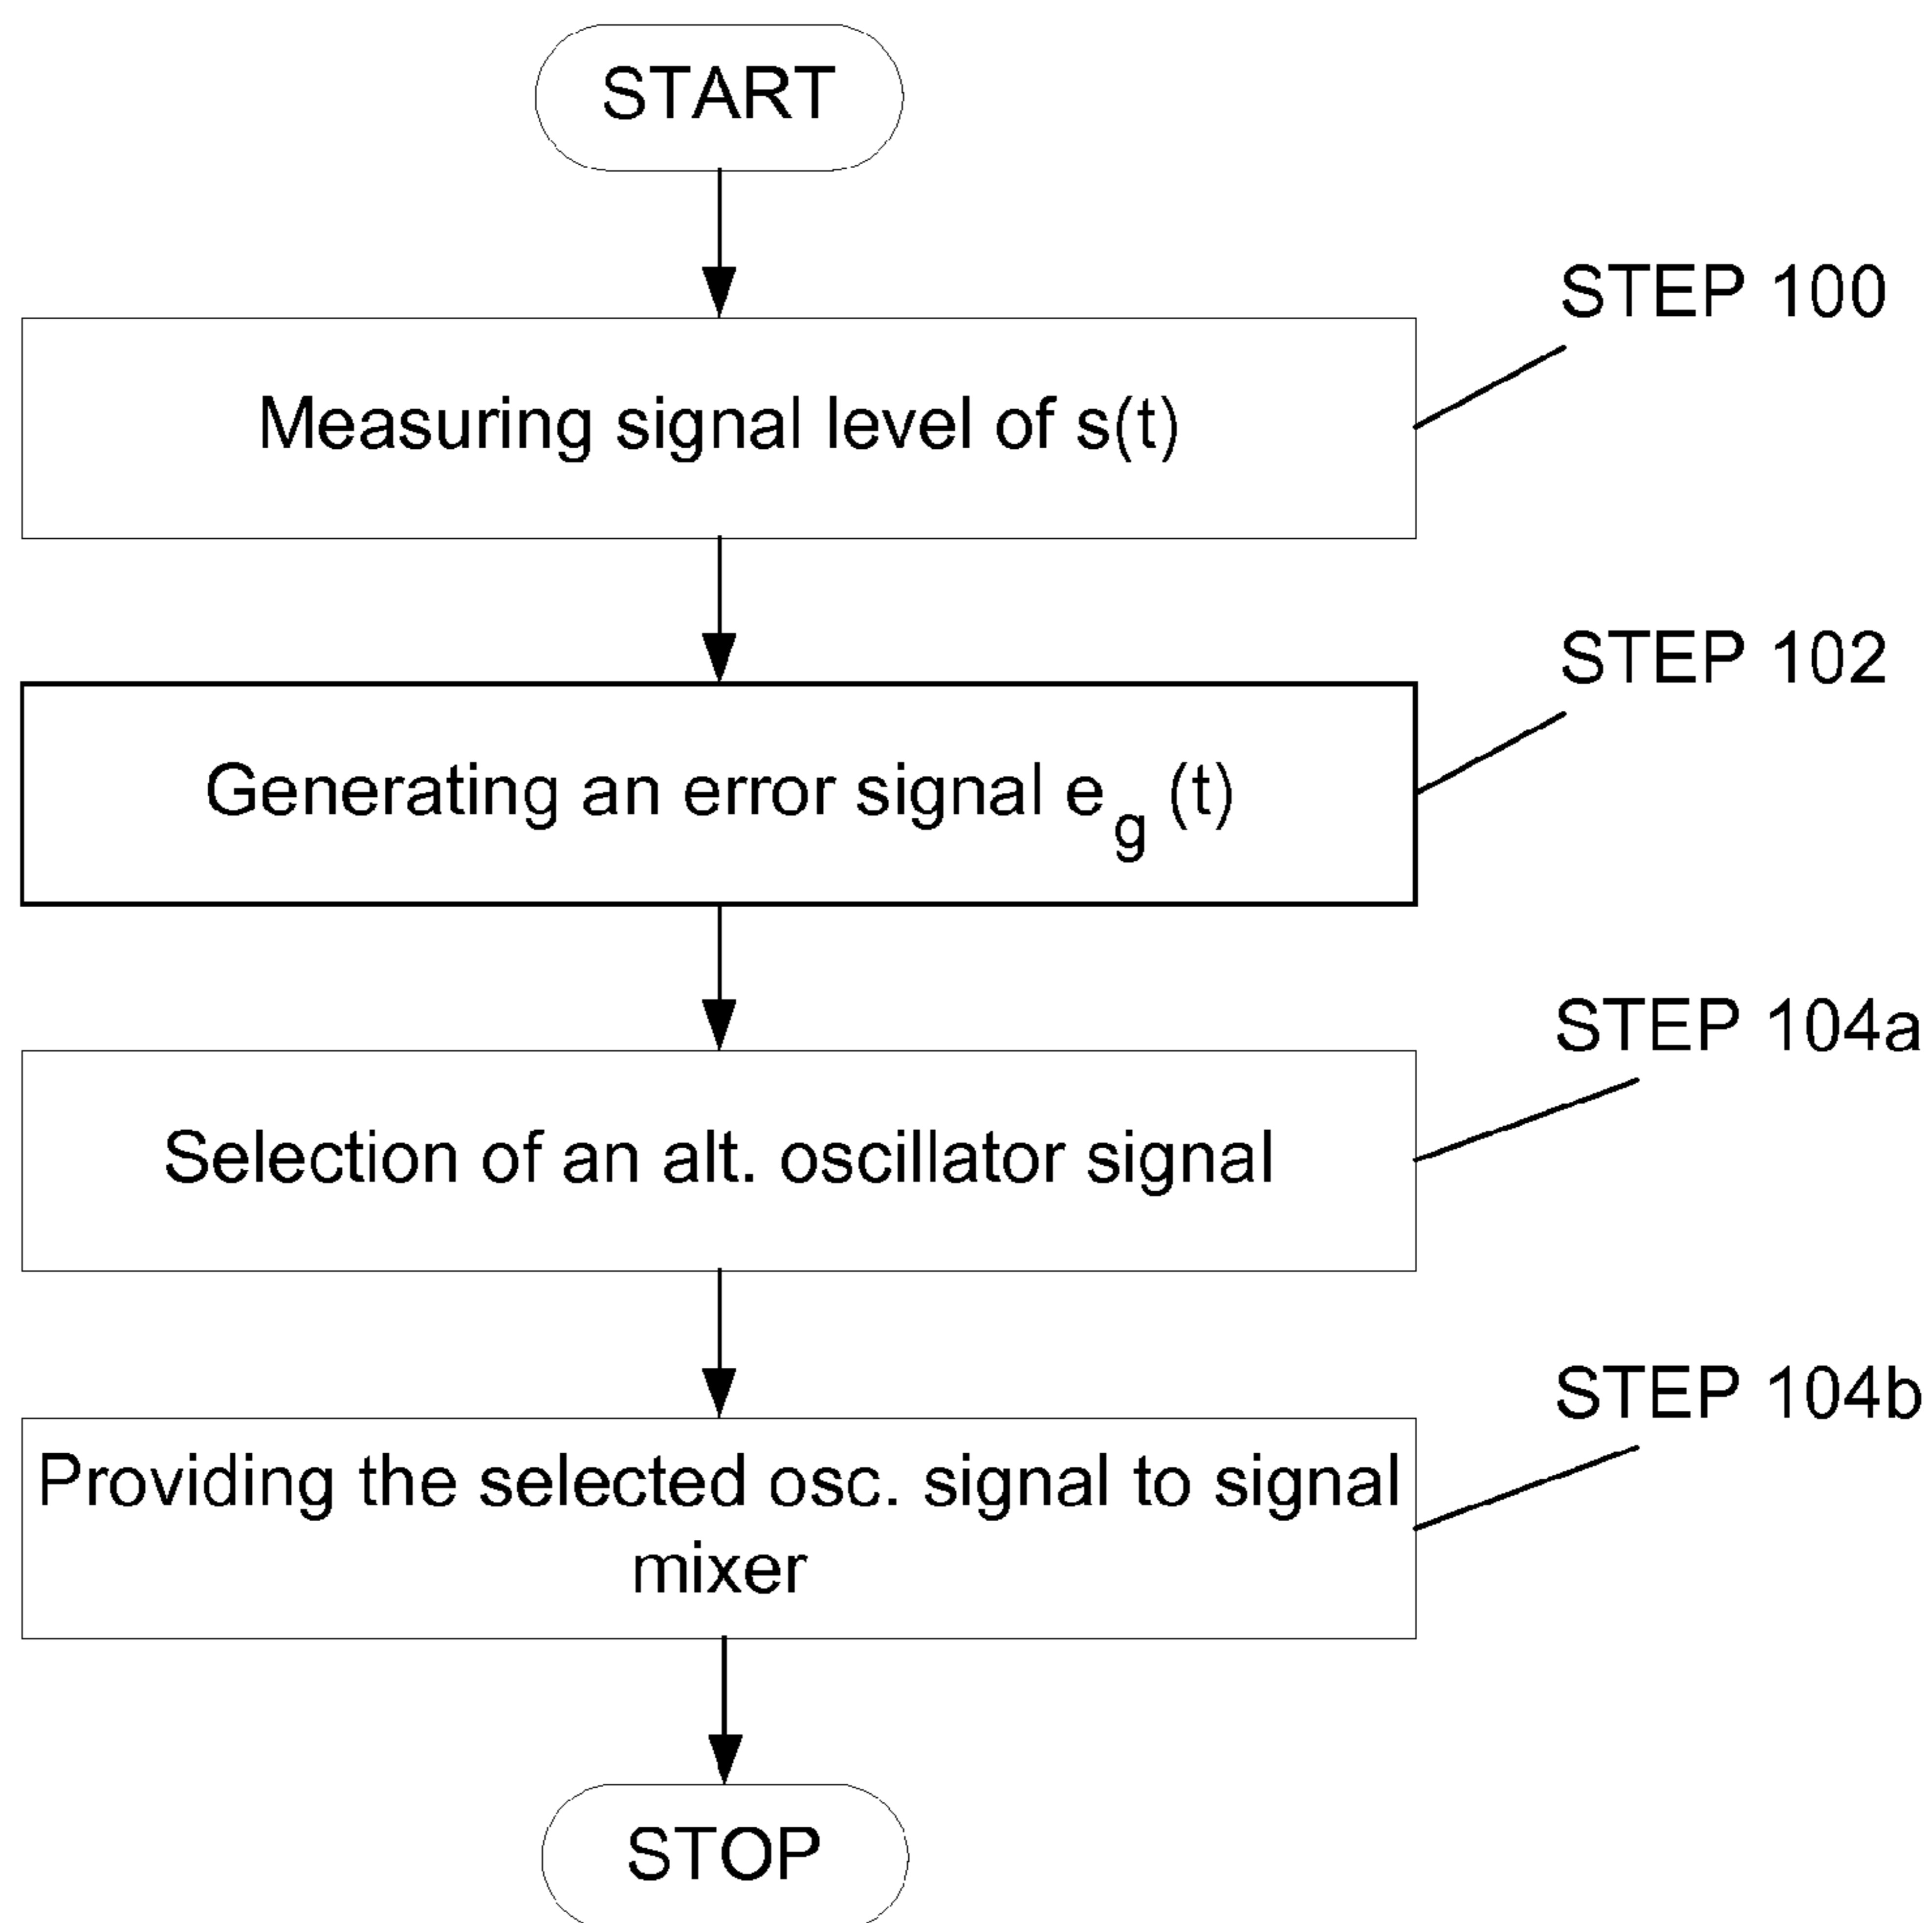 START
STEP 100
Measuring signal level of s(t)
STEP 102
Generating an error signal e g (t)
STEP 104a
Selection of an alt. oscillator signal
STEP 104b
Providing the selected osc. signal to signal
mixer
STOP